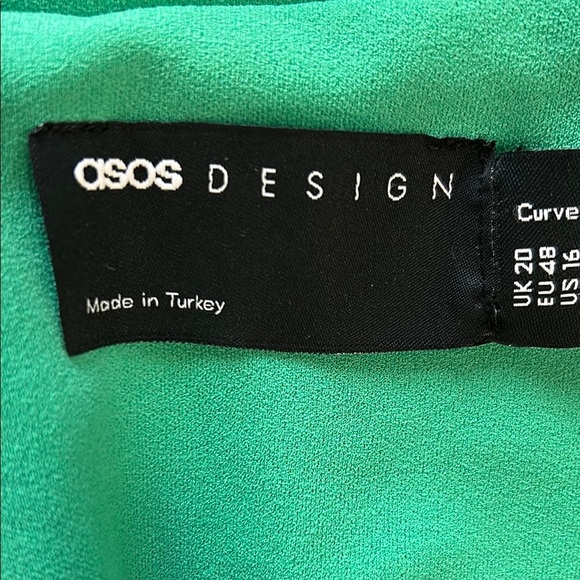 asos DESIGN
Made in Turkey
Curve
UK 20
EU 48
US 16